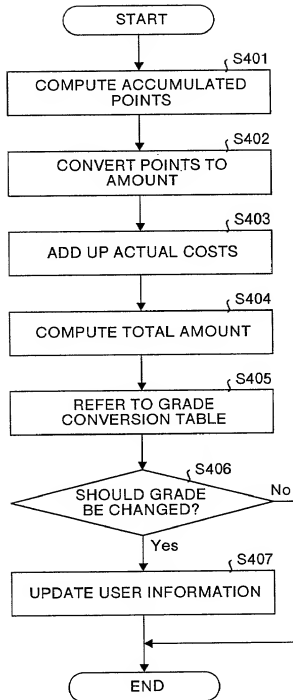 START
S401
COMPUTE ACCUMULATED
POINTS
S402
CONVERT POINTS TO
AMOUNT
S403
ADD UP ACTUAL COSTS
S404
COMPUTE TOTAL AMOUNT
S405
REFER TO GRADE
CONVERSION TABLE
S406
SHOULD GRADE
BE CHANGED?
No
Yes
S407
UPDATE USER INFORMATION
END